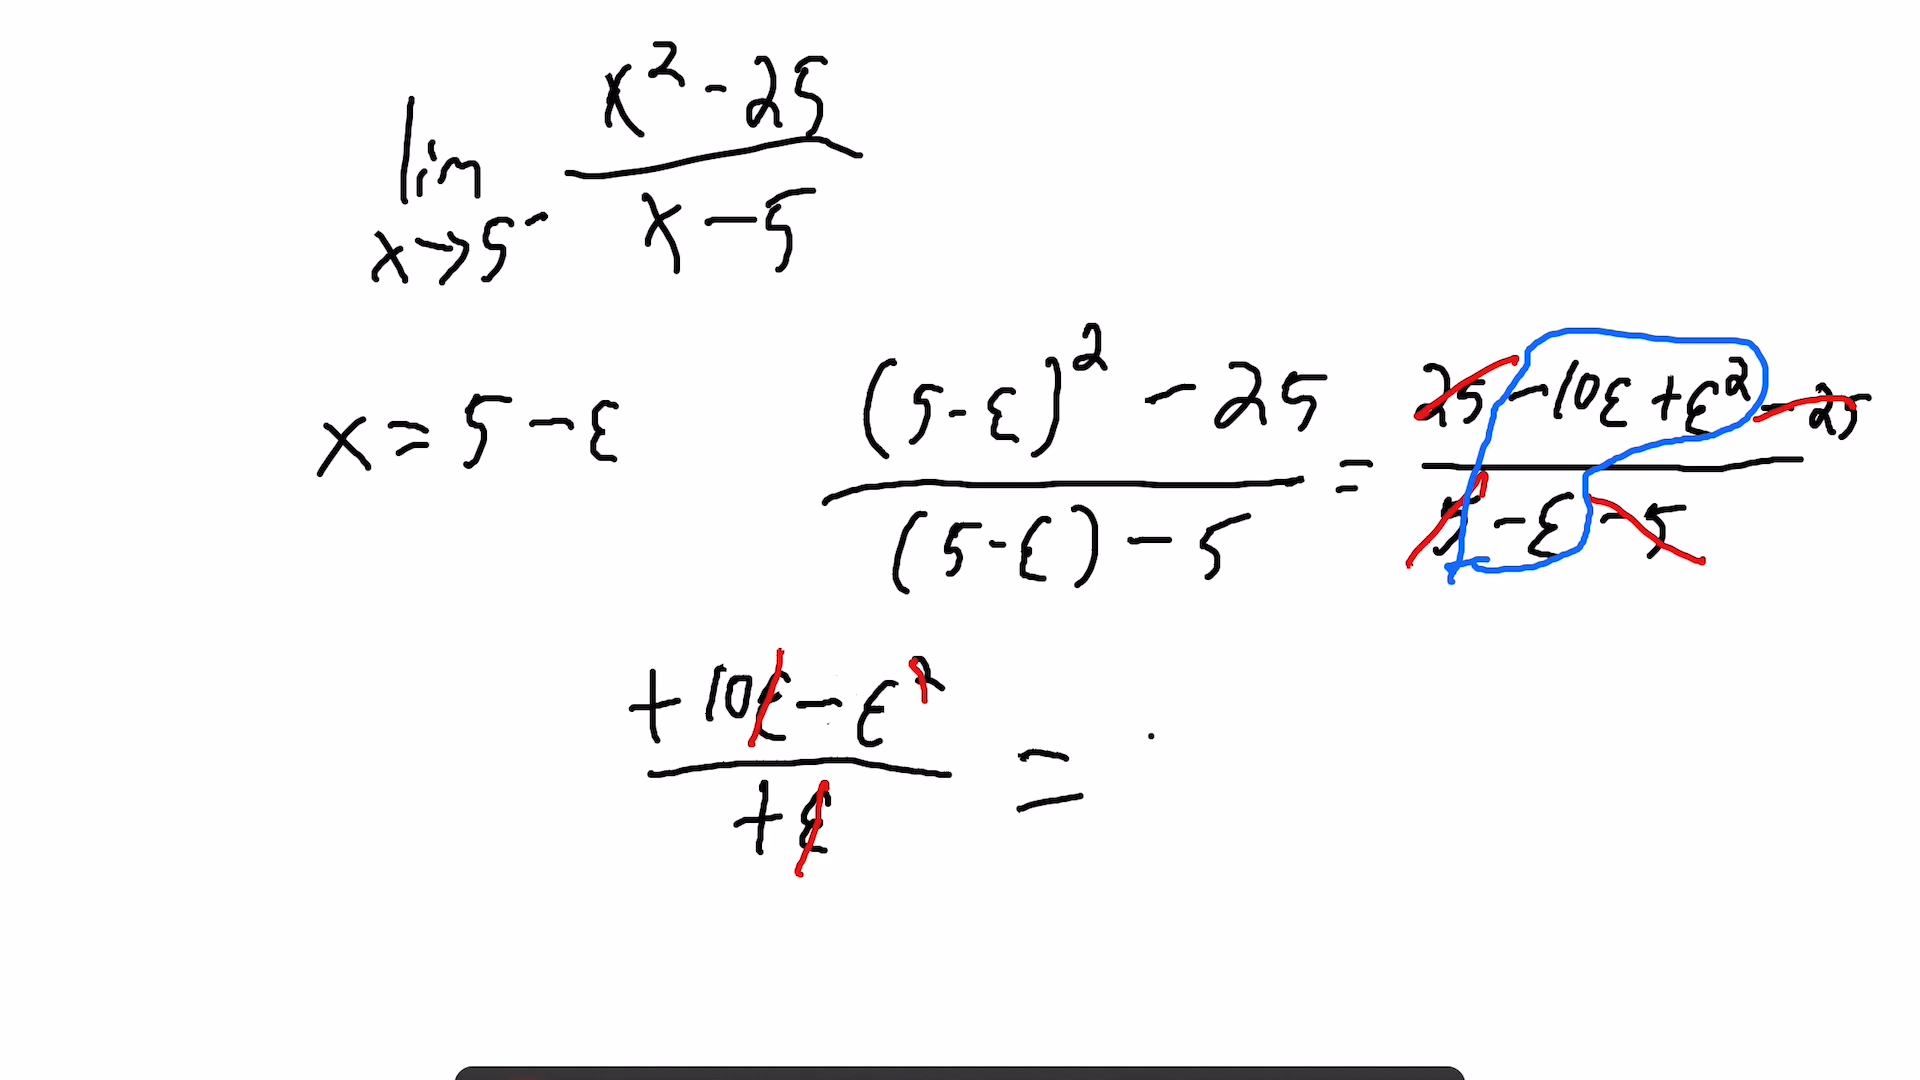 lim x→5⁻ (x² - 25)/(x - 5)
x = 5 - ε
((5-ε)² - 25)/((5-ε) - 5) = (25 - 10ε + ε² - 25)/(5 - ε - 5)
(+10ε - ε²)/(+ε) =